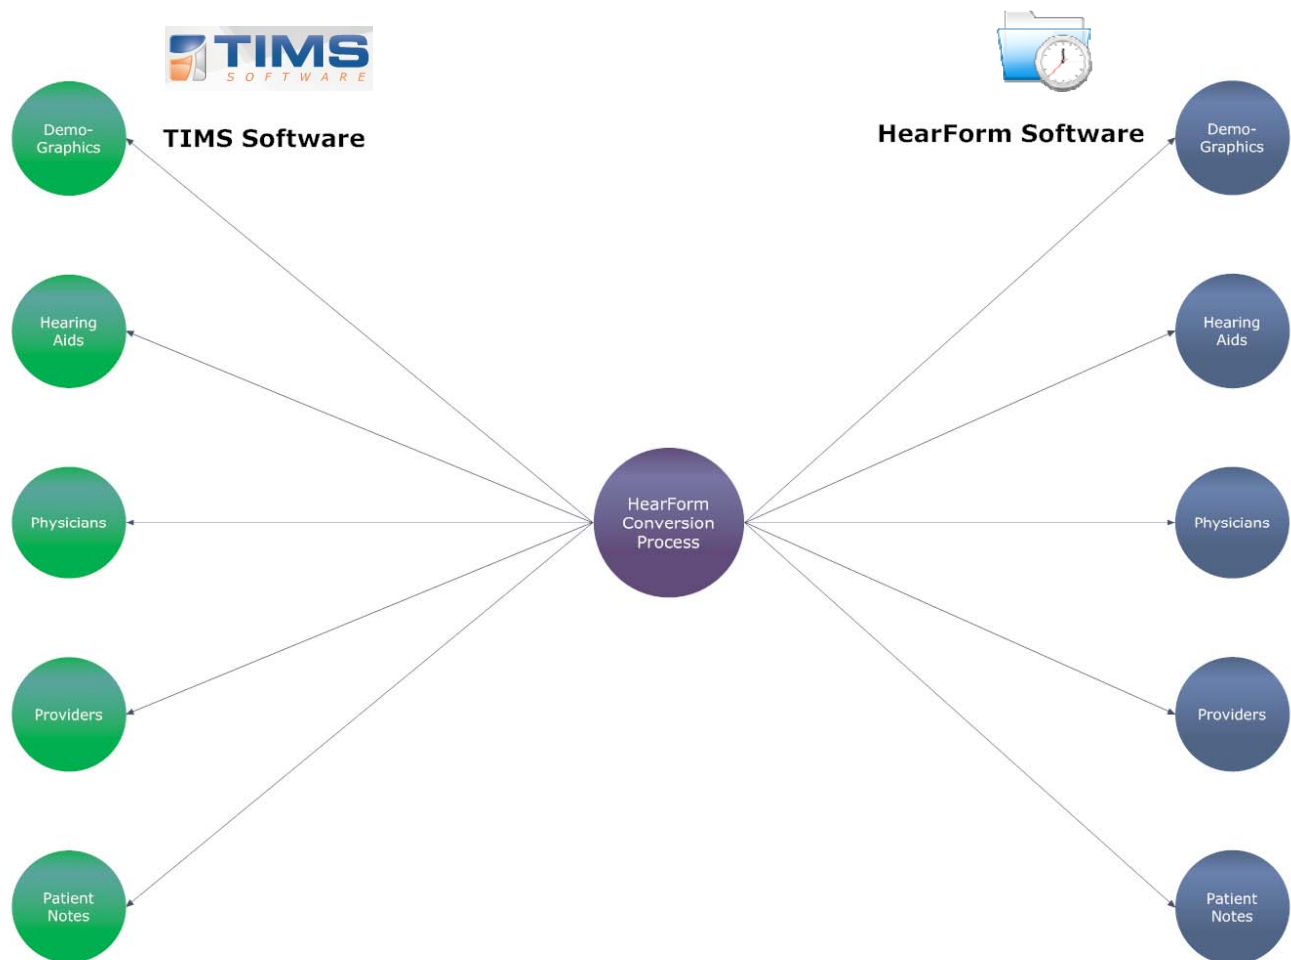 TIMS
SOFTWARE
TIMS Software
HearForm Software
Demo-
Graphics
Hearing
Aids
Physicians
Providers
Patient
Notes
HearForm
Conversion
Process
Demo-
Graphics
Hearing
Aids
Physicians
Providers
Patient
Notes